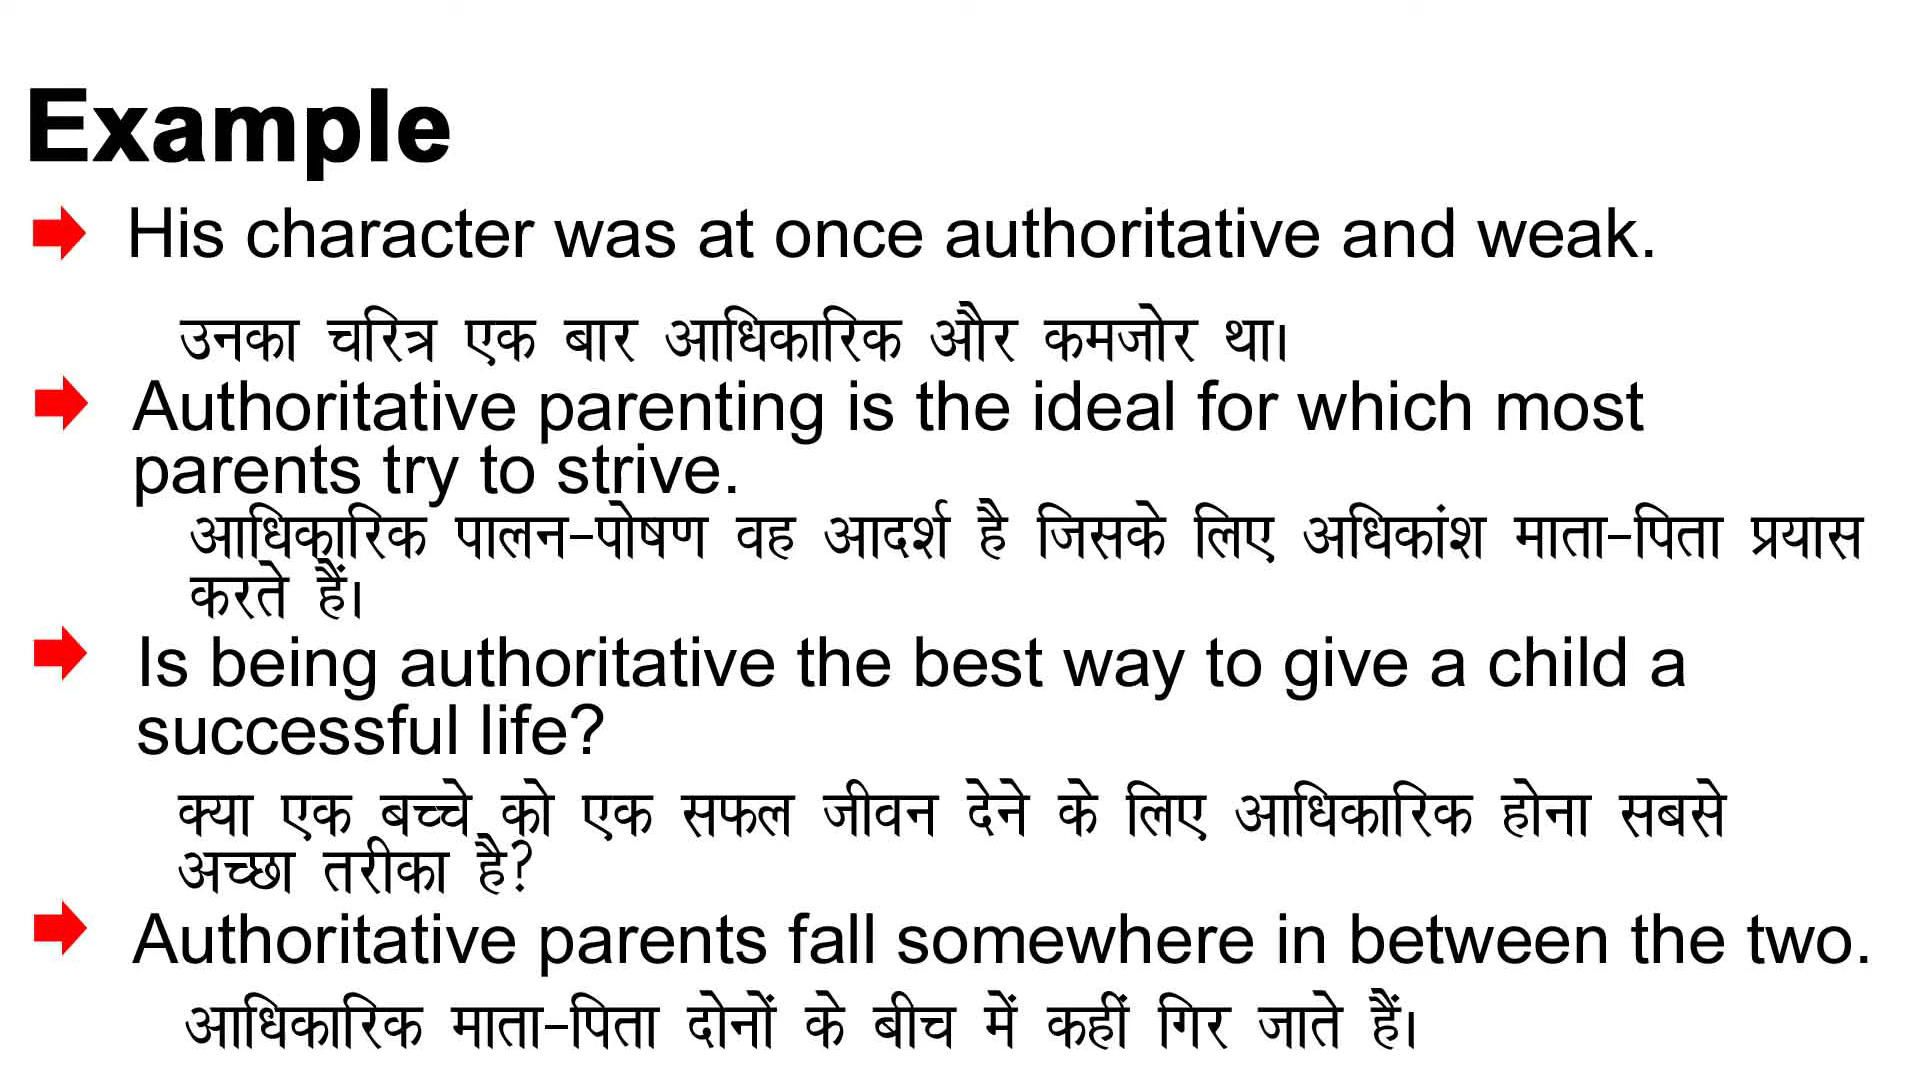 Example
His character was at once authoritative and weak.
उनका चरित्र एक बार आधिकारिक और कमजोर था।
Authoritative parenting is the ideal for which most
parents try to strive.
आधिकारिक पालन-पोषण वह आदर्श है जिसके लिए अधिकांश माता-पिता प्रयास
करते हैं।
Is being authoritative the best way to give a child a
successful life?
क्या एक बच्चे को एक सफल जीवन देने के लिए आधिकारिक होना सबसे
अच्छा तरीका है?
Authoritative parents fall somewhere in between the two.
आधिकारिक माता-पिता दोनों के बीच में कहीं गिर जाते हैं।